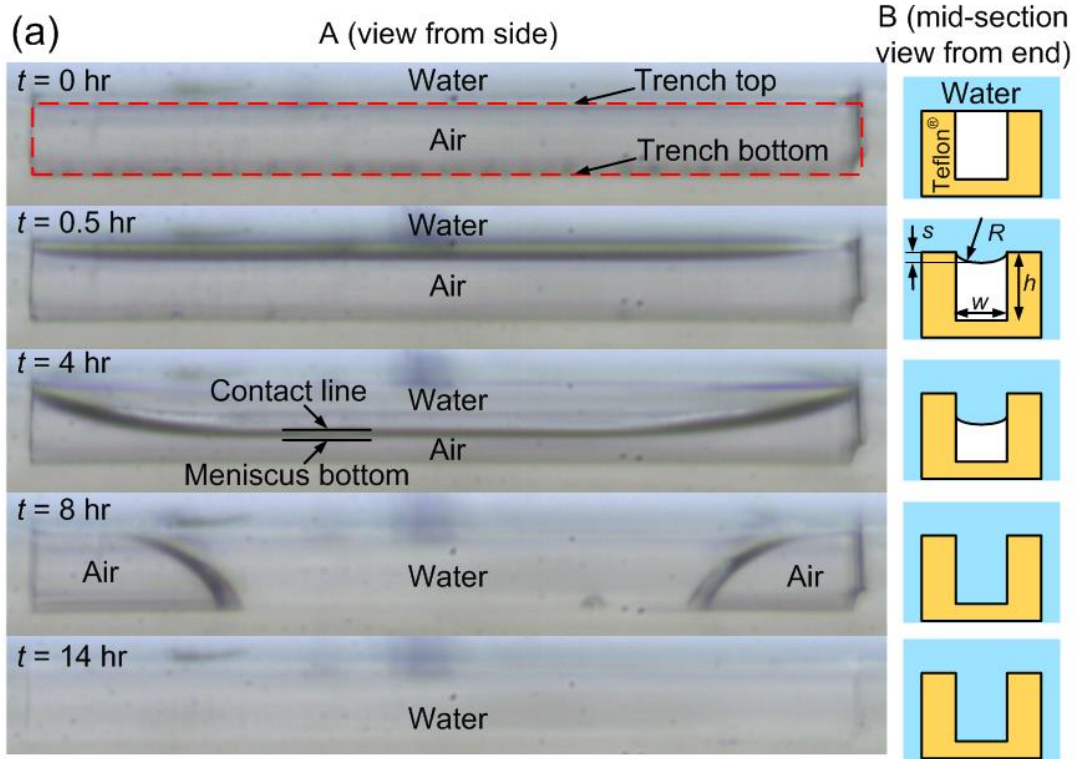 (a)
A (view from side)
B (mid-section
view from end)
t = 0 hr
Water
Trench top
Air
Trench bottom
Water
Teflon®
t = 0.5 hr
Water
Air
s
R
w
h
t = 4 hr
Contact line
Water
Air
Meniscus bottom
t = 8 hr
Air
Water
Air
t = 14 hr
Water